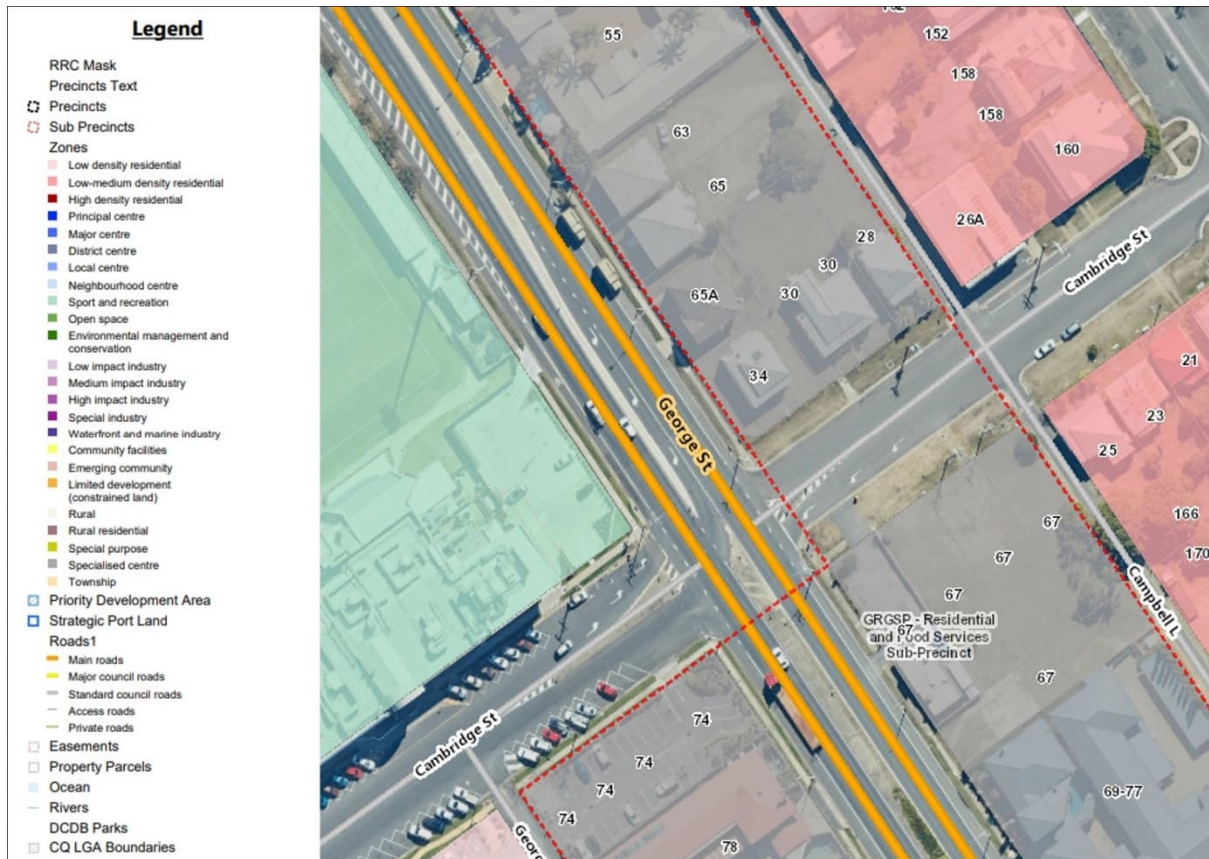 Legend
RRC Mask
Precincts Text
Precincts
Sub Precincts
Zones
Low density residential
Low-medium density residential
High density residential
Principal centre
Major centre
District centre
Local centre
Neighbourhood centre
Sport and recreation
Open space
Environmental management and
conservation
Low impact industry
Medium impact industry
High impact industry
Special industry
Waterfront and marine industry
Community facilities
Emerging community
Limited development
(constrained land)
Rural
Rural residential
Special purpose
Specialised centre
Township
Priority Development Area
Strategic Port Land
Roads1
Main roads
Major council roads
Standard council roads
Access roads
Private roads
Easements
Property Parcels
Ocean
Rivers
DCDB Parks
CQ LGA Boundaries
55
152
158
63
158
160
65
26A
28
Cambridge St
30
65A
30
34
21
George St
23
25
67
166
67
170
67
Campbell L
GRGSP - Residential
67
and Food Services
Sub-Precinct
67
74
Cambridge St
74
74
69-77
74
78